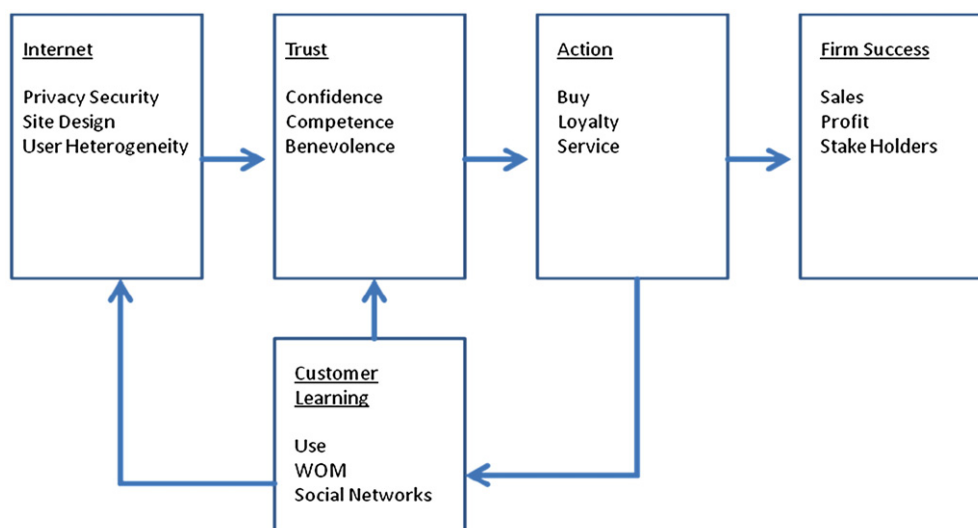 Internet
Privacy Security
Site Design
User Heterogeneity
Trust
Confidence
Competence
Benevolence
Action
Buy
Loyalty
Service
Firm Success
Sales
Profit
Stake Holders
Customer
Learning
Use
WOM
Social Networks